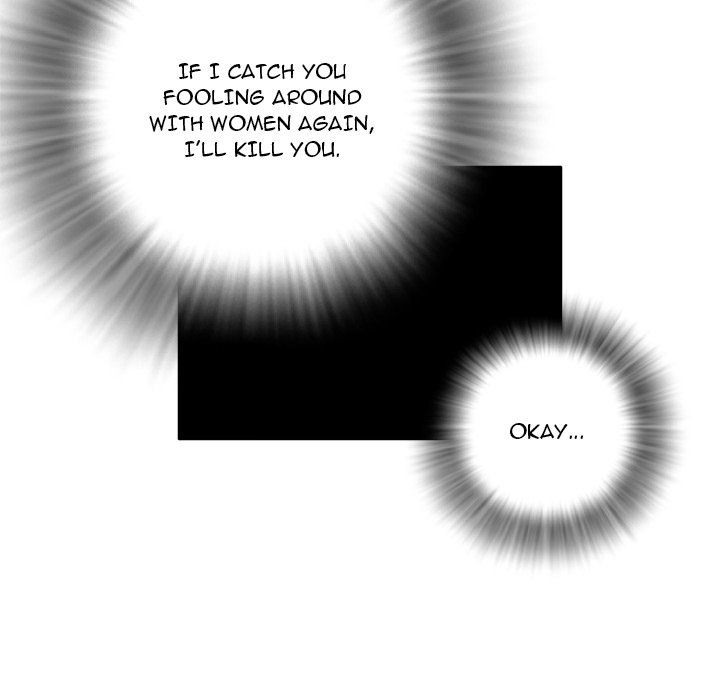 IF I CATCH YOU
FOOLING AROUND
WITH WOMEN AGAIN,
I'LL KILL YOU.
OKAY...